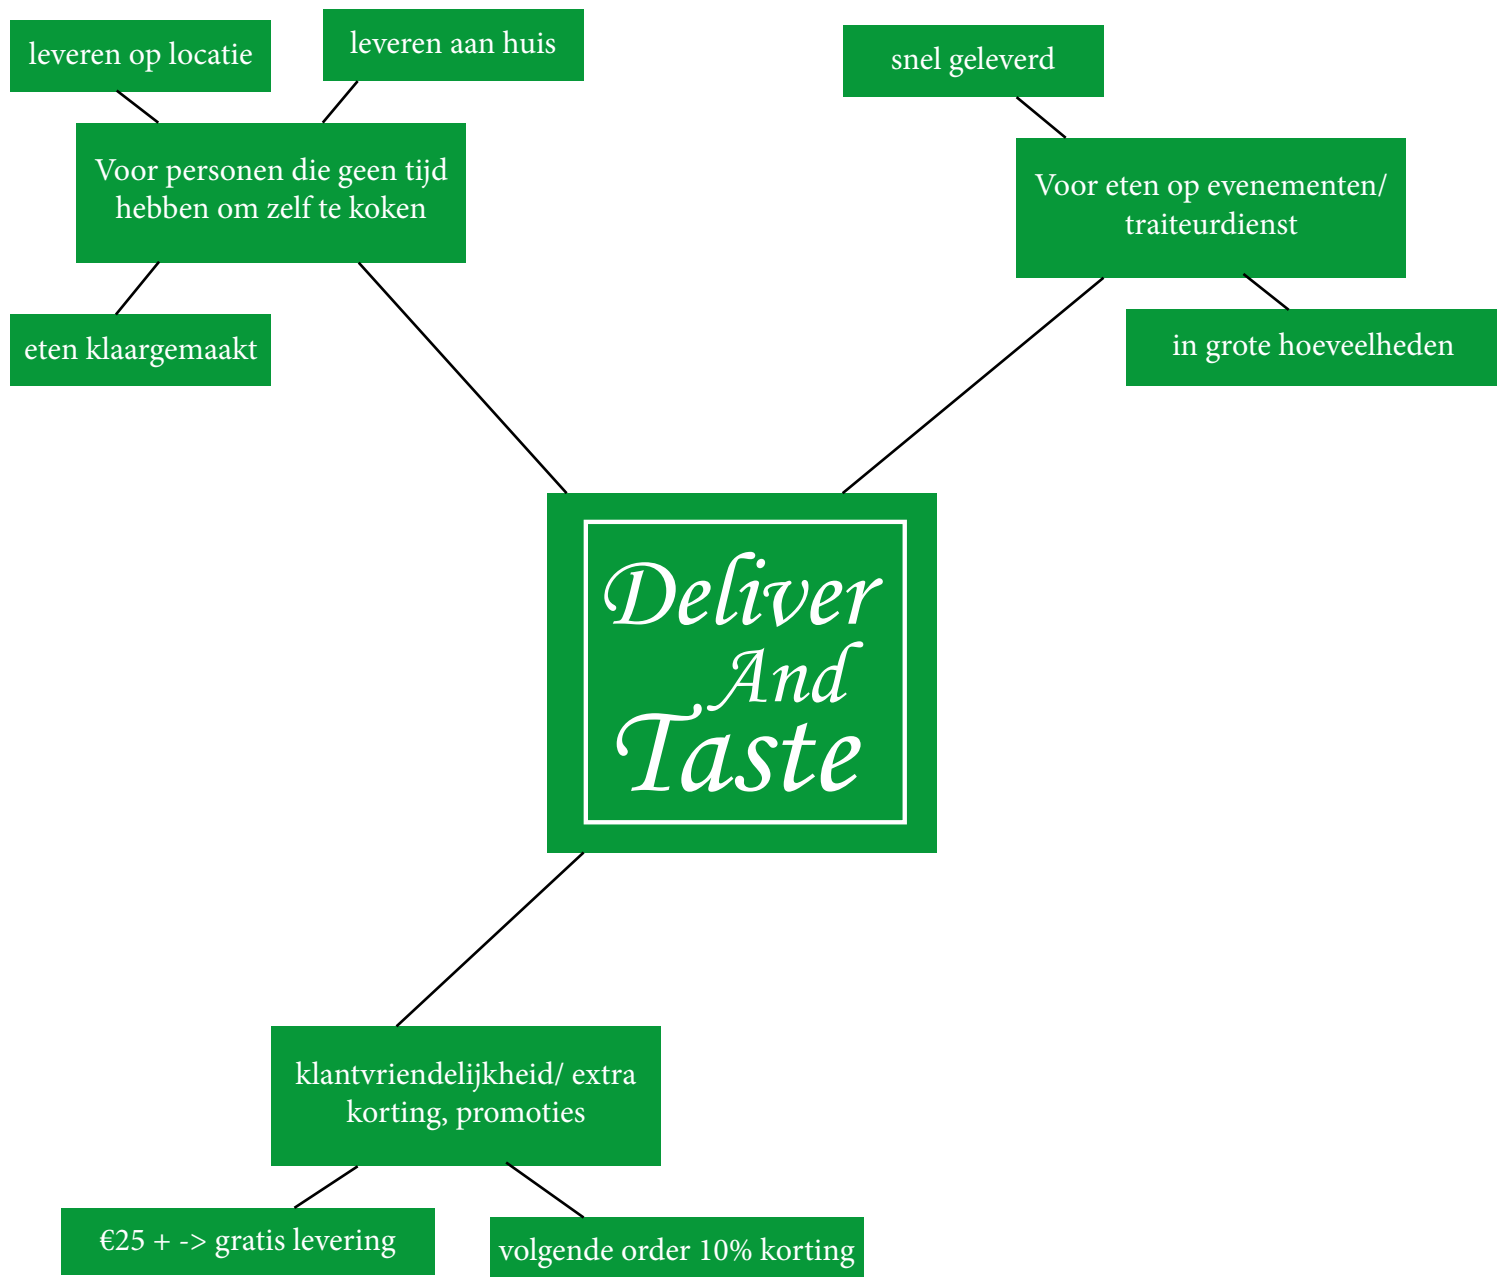 leveren op locatie
leveren aan huis
snel geleverd
Voor personen die geen tijd
hebben om zelf te koken
Voor eten op evenementen/
traiteurdienst
eten klaargemaakt
in grote hoeveelheden
Deliver
And
Taste
klantvriendelijkheid/ extra
korting, promoties
€25 + -> gratis levering
volgende order 10% korting